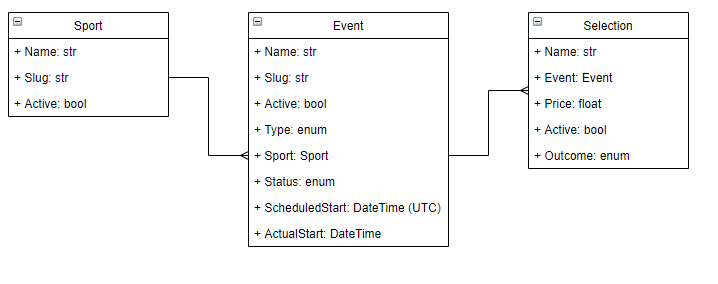 Sport
+ Name: str
+ Slug: str
+ Active: bool
Event
+ Name: str
+ Slug: str
+ Active: bool
+ Type: enum
+ Sport: Sport
+ Status: enum
+ ScheduledStart: DateTime (UTC)
+ ActualStart: DateTime
Selection
+ Name: str
+ Event: Event
+ Price: float
+ Active: bool
+ Outcome: enum